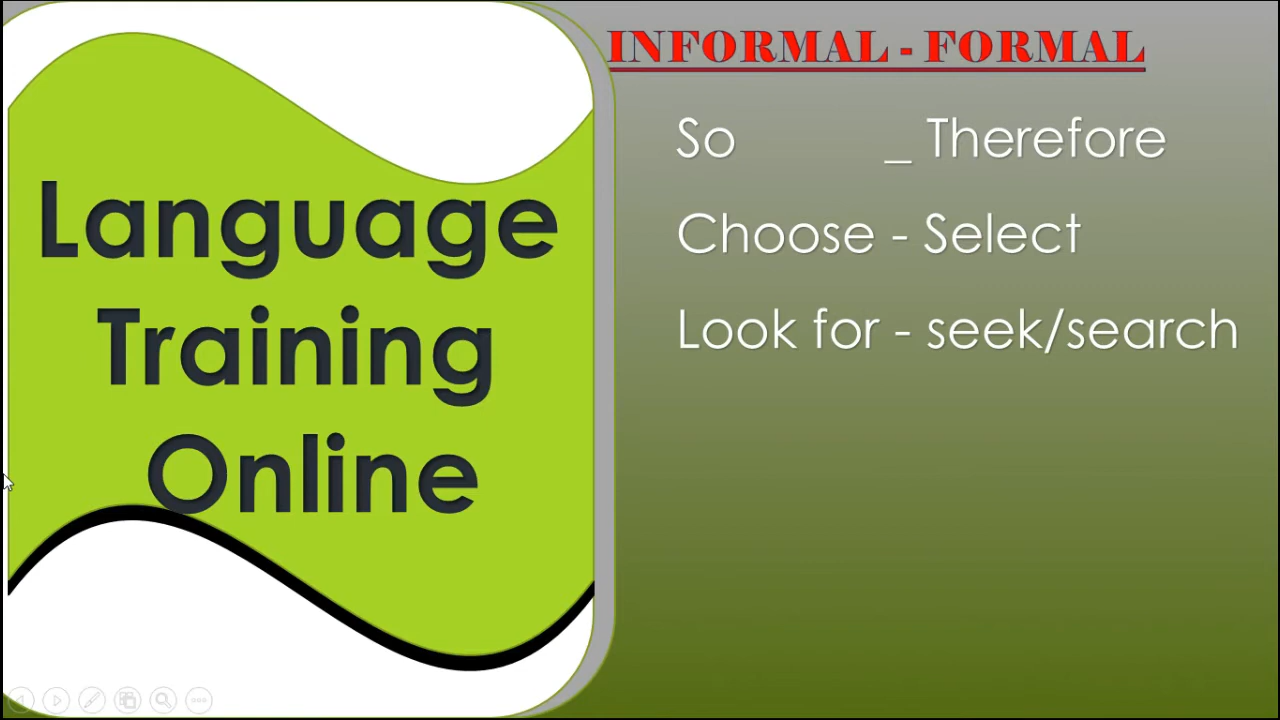 Language
Training
Online
INFORMAL - FORMAL
So _ Therefore
Choose - Select
Look for - seek/search